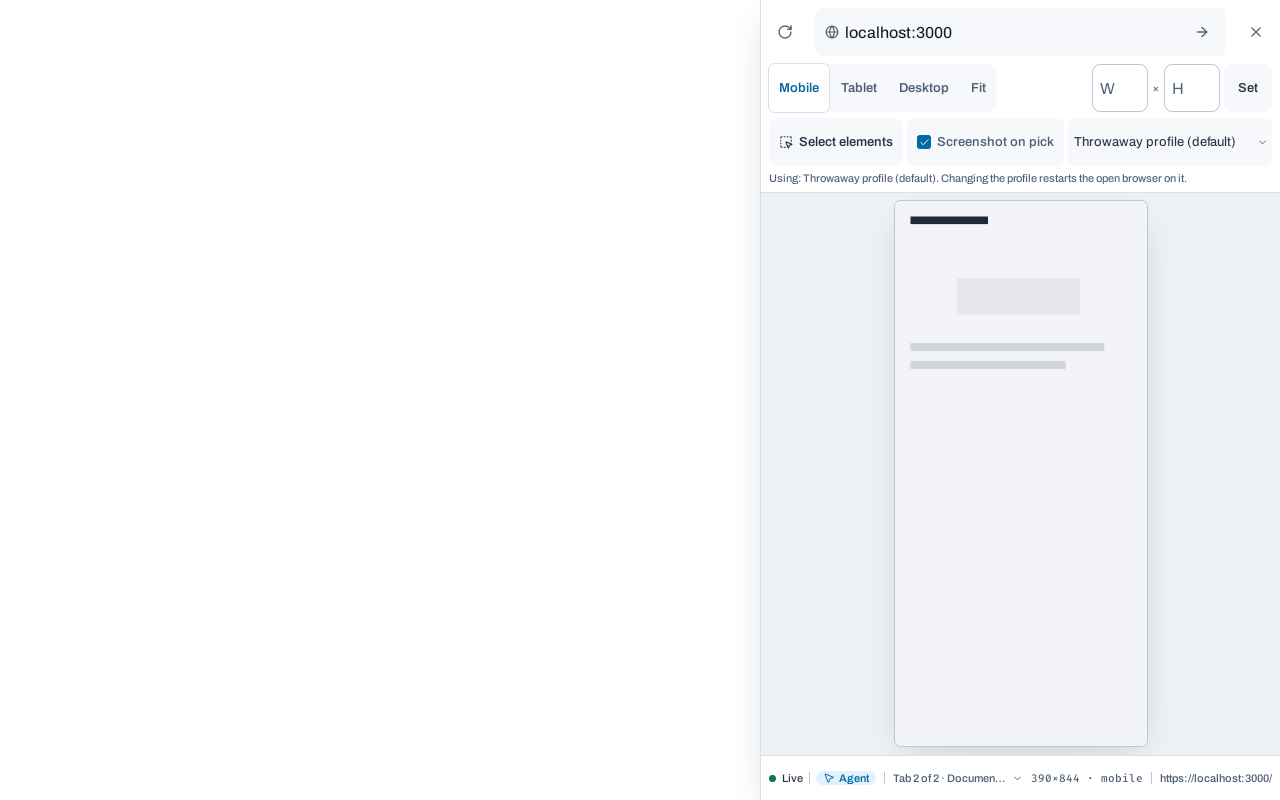 localhost:3000
Mobile Tablet Desktop Fit W × H Set
Select elements Screenshot on pick Throwaway profile (default)
Using: Throwaway profile (default). Changing the profile restarts the open browser on it.
Live Agent Tab 2 of 2 · Documen... 390×844 · mobile https://localhost:3000/